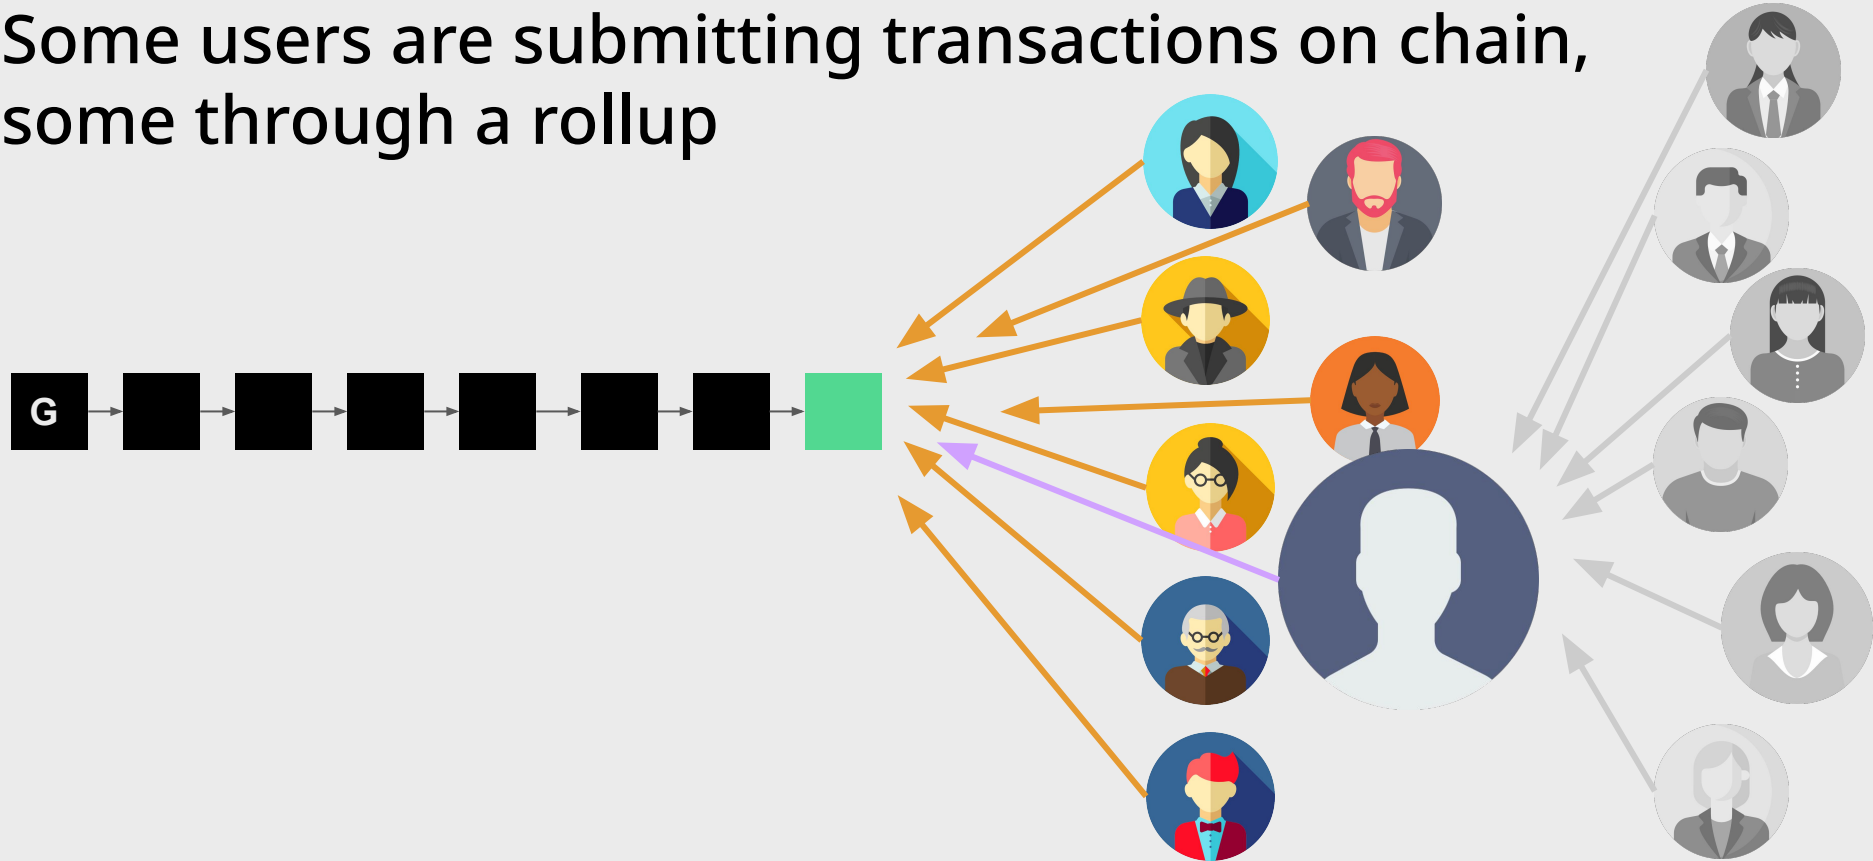 Some users are submitting transactions on chain,
some through a rollup
G